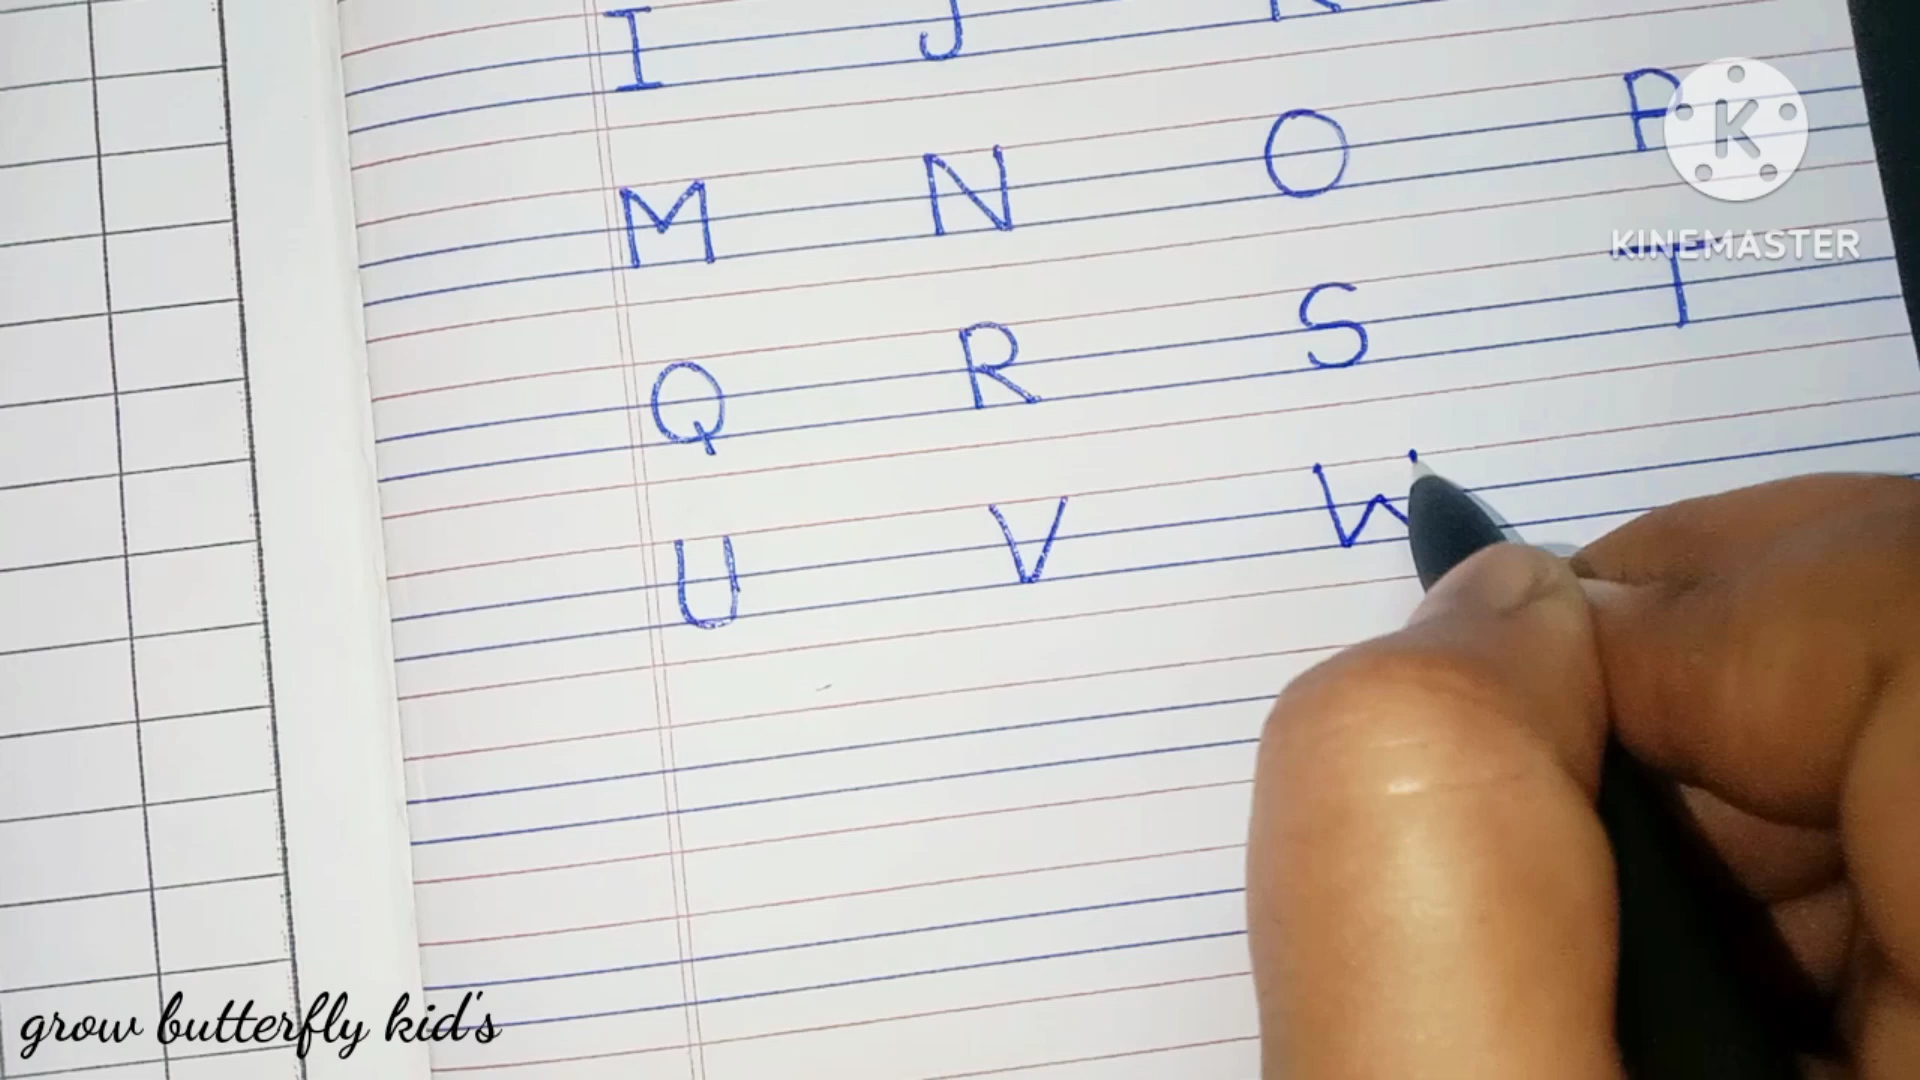 I J K
M N O P
K
KINEMASTER
Q R S T
U V W
grow butterfly kid's